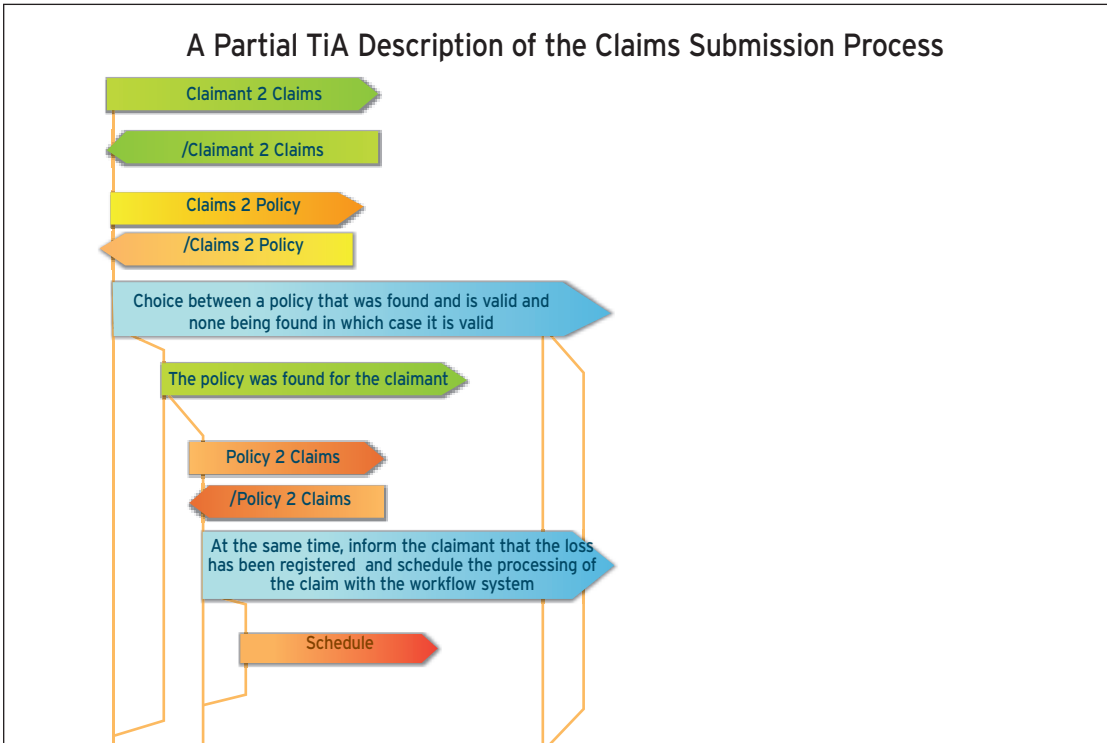 A Partial TiA Description of the Claims Submission Process
Claimant 2 Claims
/Claimant 2 Claims
Claims 2 Policy
/Claims 2 Policy
Choice between a policy that was found and is valid and
none being found in which case it is valid
The policy was found for the claimant
Policy 2 Claims
/Policy 2 Claims
At the same time, inform the claimant that the loss
has been registered and schedule the processing of
the claim with the workflow system
Schedule